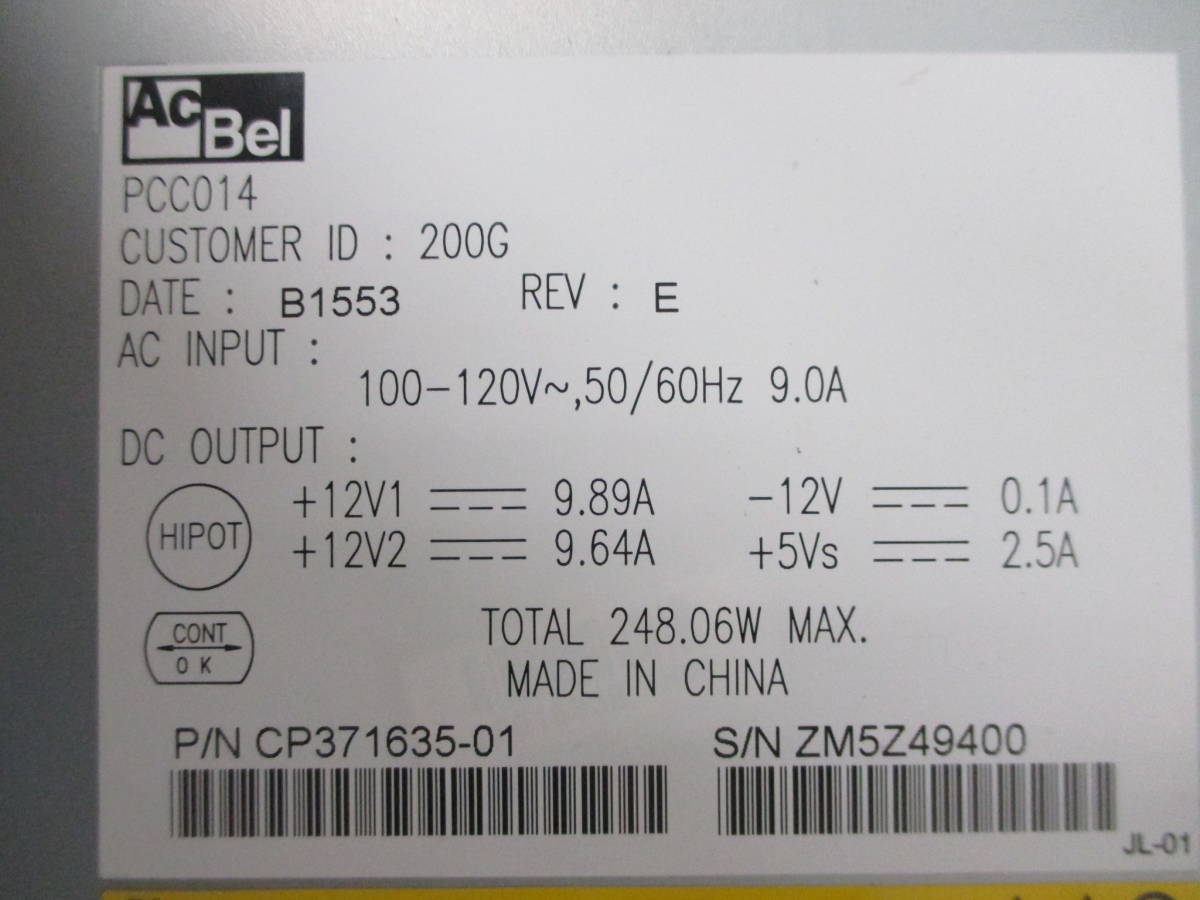 AcBel
PCC014
CUSTOMER ID : 200G
DATE : B1553 REV : E
AC INPUT :
100-120V~,50/60Hz 9.0A
DC OUTPUT :
HIPOT
+12V1 9.89A -12V 0.1A
+12V2 9.64A +5Vs 2.5A
CONT
OK
TOTAL 248.06W MAX.
MADE IN CHINA
P/N CP371635-01 S/N ZM5Z49400
JL-01